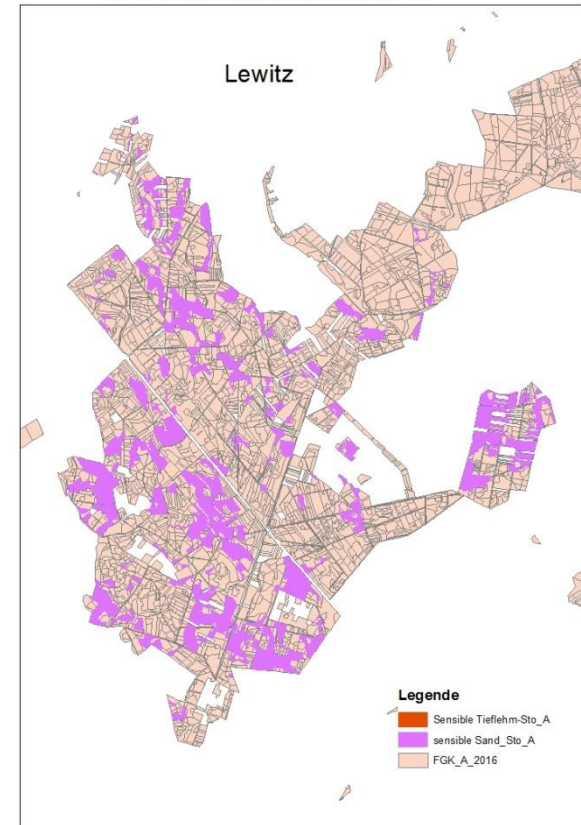 Lewitz
Legende
Sensible Tieflehm-Sto_A
sensible Sand_Sto_A
FGK_A_2016